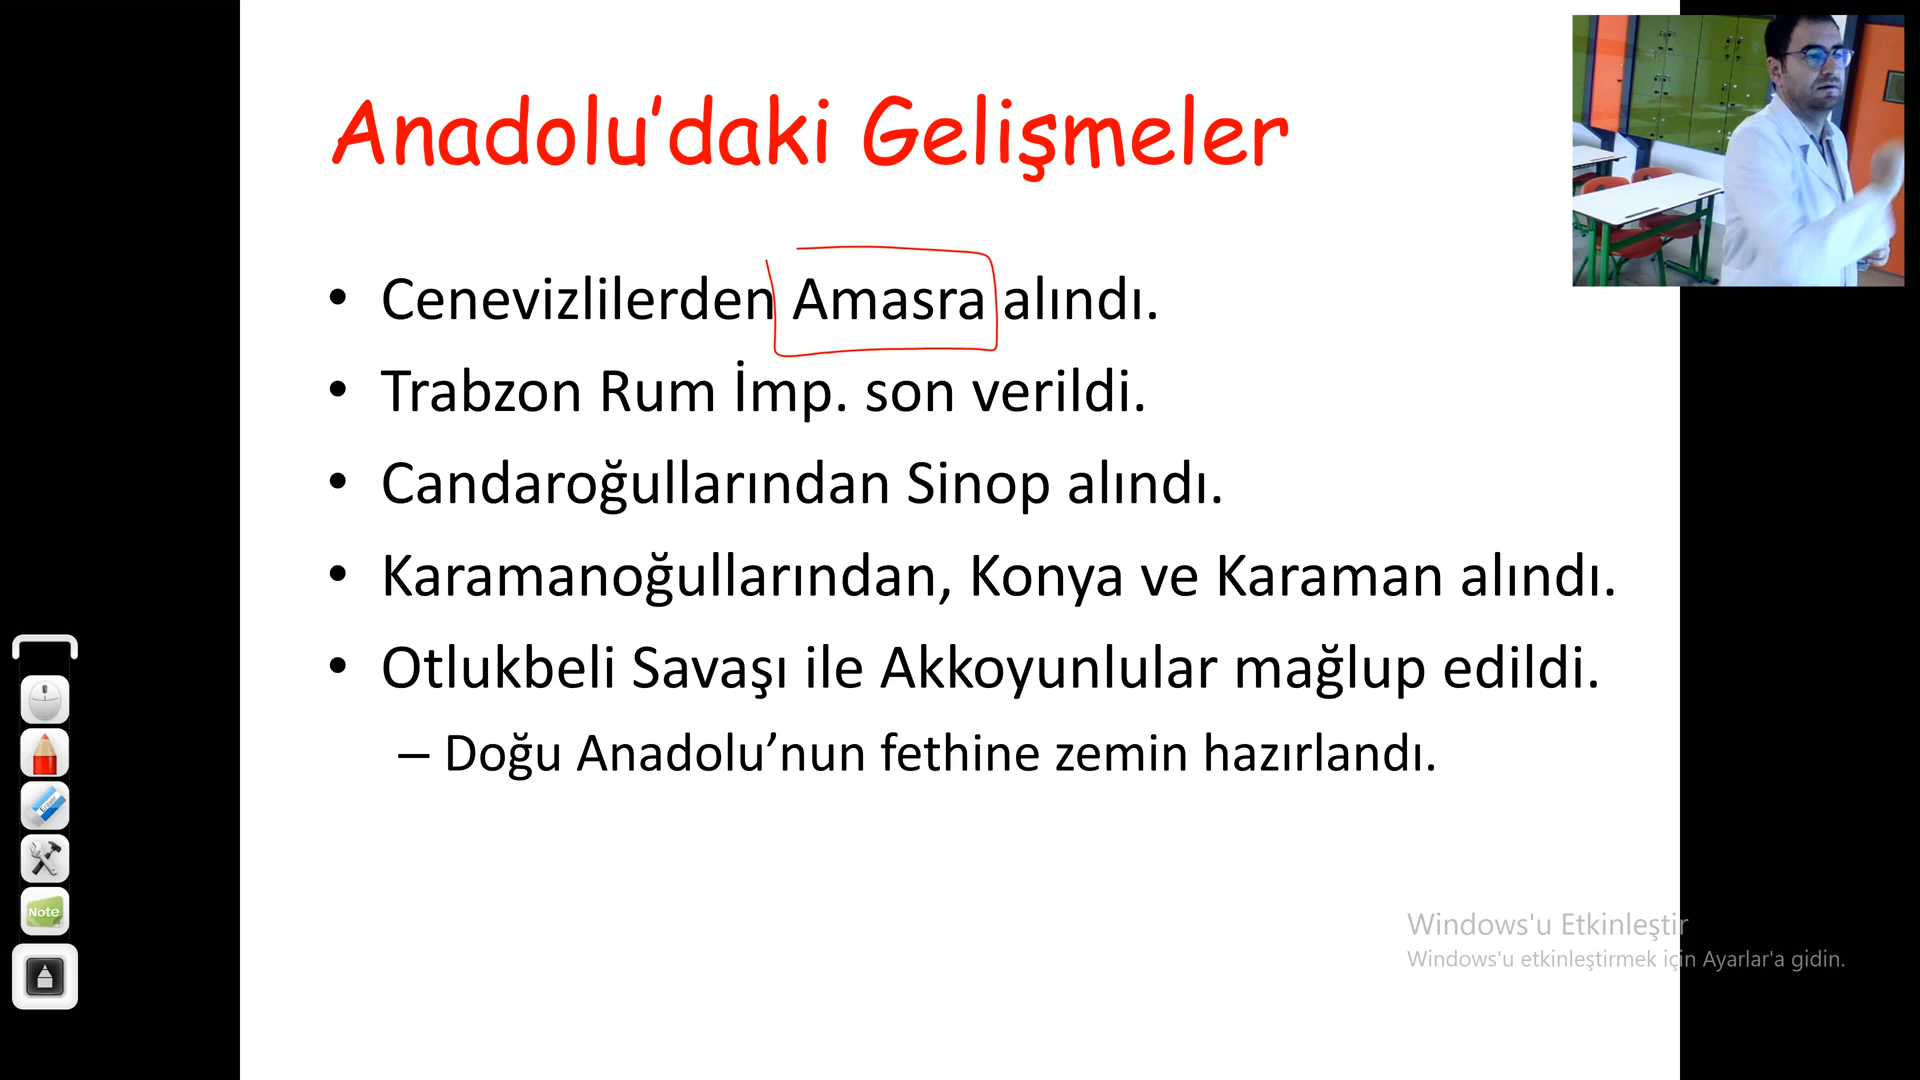 Anadolu’daki Gelişmeler
• Cenevizlilerden Amasra alındı.
• Trabzon Rum İmp. son verildi.
• Candaroğullarından Sinop alındı.
• Karamanoğullarından, Konya ve Karaman alındı.
• Otlukbeli Savaşı ile Akkoyunlular mağlup edildi.
– Doğu Anadolu’nun fethine zemin hazırlandı.
Note
Windows'u Etkinleştir
Windows'u etkinleştirmek için Ayarlar'a gidin.